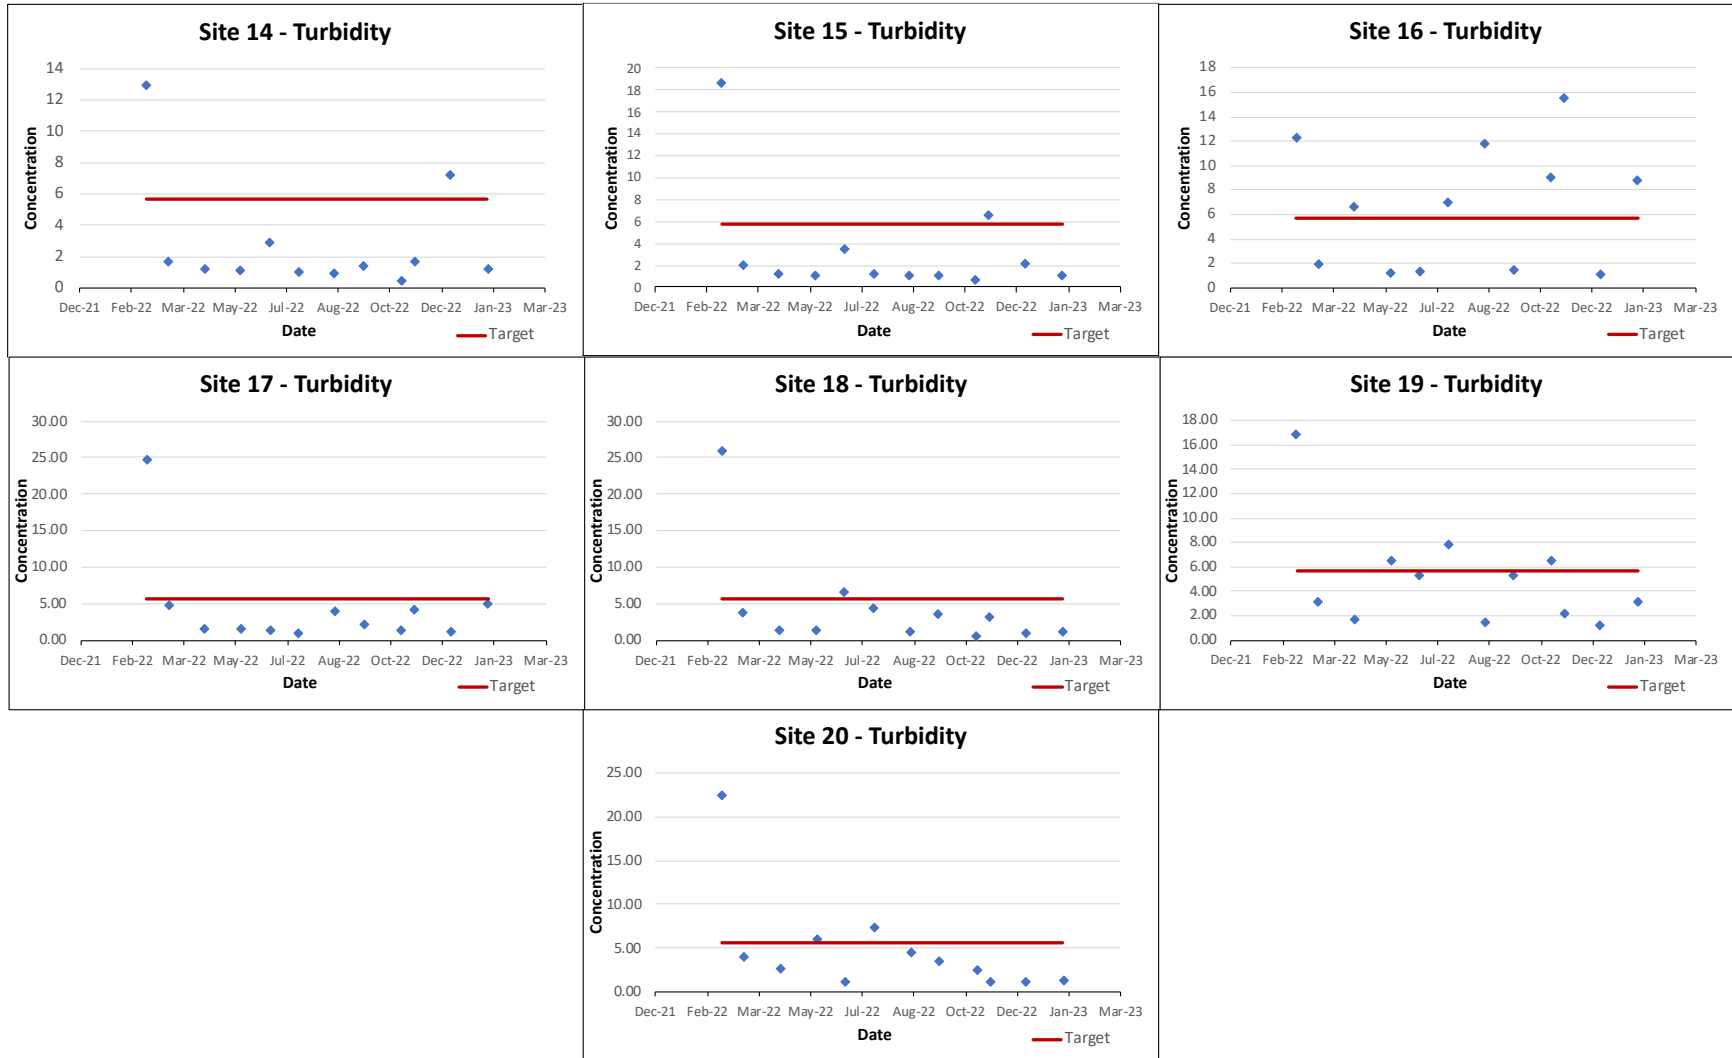 Site 14 - Turbidity
Concentration
14
12
10
8
6
4
2
0
Dec-21 Feb-22 Mar-22 May-22 Jul-22 Aug-22 Oct-22 Dec-22 Jan-23 Mar-23
Date
Target
Site 15 - Turbidity
Concentration
20
18
16
14
12
10
8
6
4
2
0
Dec-21 Feb-22 Mar-22 May-22 Jul-22 Aug-22 Oct-22 Dec-22 Jan-23 Mar-23
Date
Target
Site 16 - Turbidity
Concentration
18
16
14
12
10
8
6
4
2
0
Dec-21 Feb-22 Mar-22 May-22 Jul-22 Aug-22 Oct-22 Dec-22 Jan-23 Mar-23
Date
Target
Site 17 - Turbidity
Concentration
30.00
25.00
20.00
15.00
10.00
5.00
0.00
Dec-21 Feb-22 Mar-22 May-22 Jul-22 Aug-22 Oct-22 Dec-22 Jan-23 Mar-23
Date
Target
Site 18 - Turbidity
Concentration
30.00
25.00
20.00
15.00
10.00
5.00
0.00
Dec-21 Feb-22 Mar-22 May-22 Jul-22 Aug-22 Oct-22 Dec-22 Jan-23 Mar-23
Date
Target
Site 19 - Turbidity
Concentration
18.00
16.00
14.00
12.00
10.00
8.00
6.00
4.00
2.00
0.00
Dec-21 Feb-22 Mar-22 May-22 Jul-22 Aug-22 Oct-22 Dec-22 Jan-23 Mar-23
Date
Target
Site 20 - Turbidity
Concentration
25.00
20.00
15.00
10.00
5.00
0.00
Dec-21 Feb-22 Mar-22 May-22 Jul-22 Aug-22 Oct-22 Dec-22 Jan-23 Mar-23
Date
Target